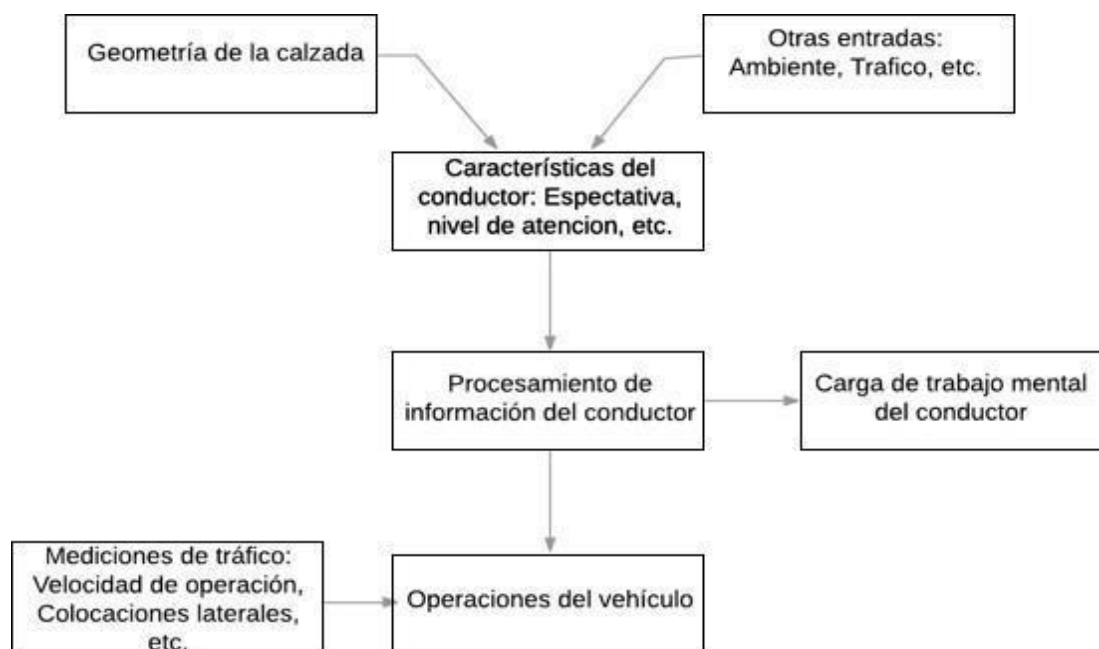 Geometría de la calzada
Otras entradas:
Ambiente, Trafico, etc.
Característícas del
conductor: Espectativa,
nivel de atencion, etc.
Procesamiento de
información del conductor
Carga de trabajo mental
del conductor
Mediciones de tráfico:
Velocidad de operación,
Colocaciones laterales,
etc.
Operaciones del vehículo